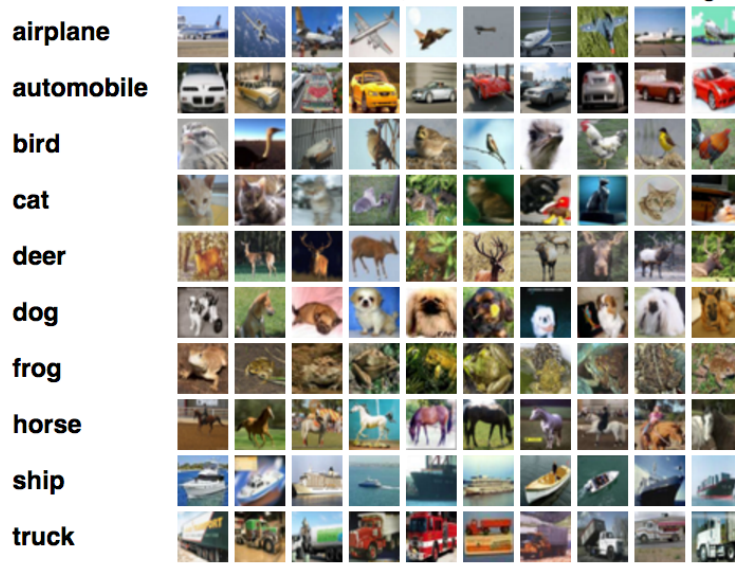 airplane
automobile
bird
cat
deer
dog
frog
horse
ship
truck